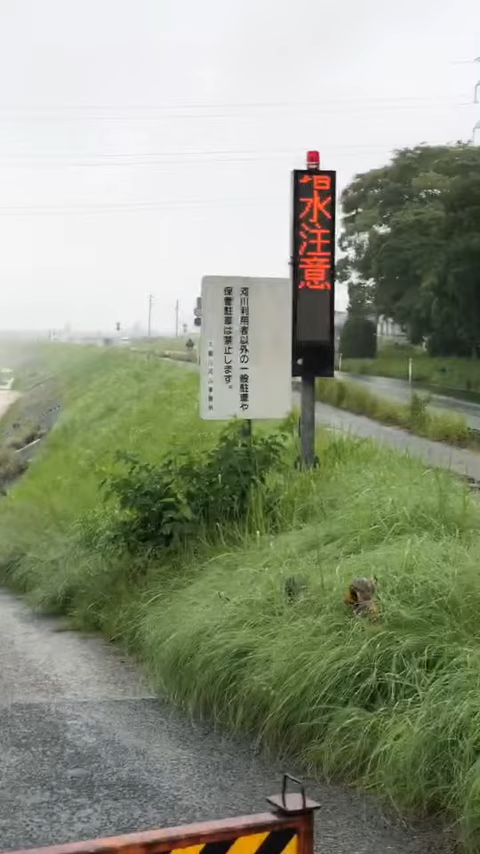 水注意
河川利用者以外の一般駐車や
保管駐車は禁止します。